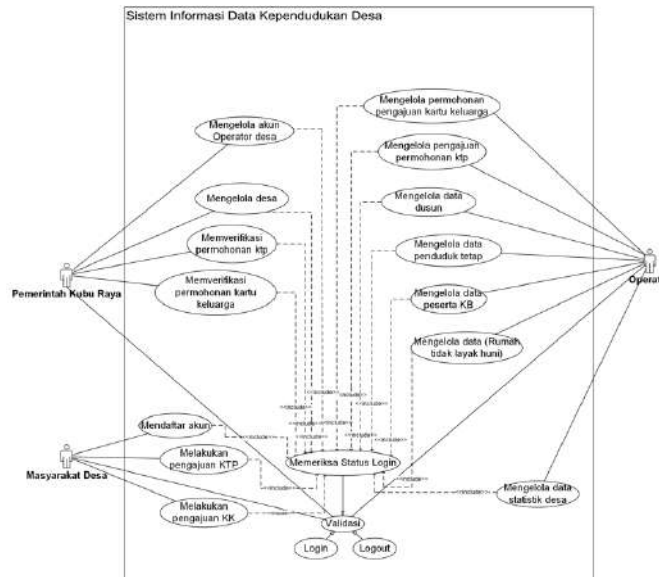 Sistem Informasi Data Kependudukan Desa
Mengelola permohonan
pengajuan kartu keluarga
Mengelola akun
Operator desa
Mengelola pengajuan
permohonan ktp
Mengelola desa
Mengelola data
dusun
Memverifikasi
permohonan ktp
Mengelola data
penduduk tetap
Pemerintah Kubu Raya
Operat
Memverifikasi
permohonan kartu
keluarga
Mengelola data
peserta KB
Mengelola data (Rumah
tidak layak huni)
Mendaftar akun
Masyarakat Desa
Melakukan
pengajuan KTP
Memeriksa Status Login
Melakukan
pengajuan KK
Mengelola data
statistik desa
Validasi
Login
Logout